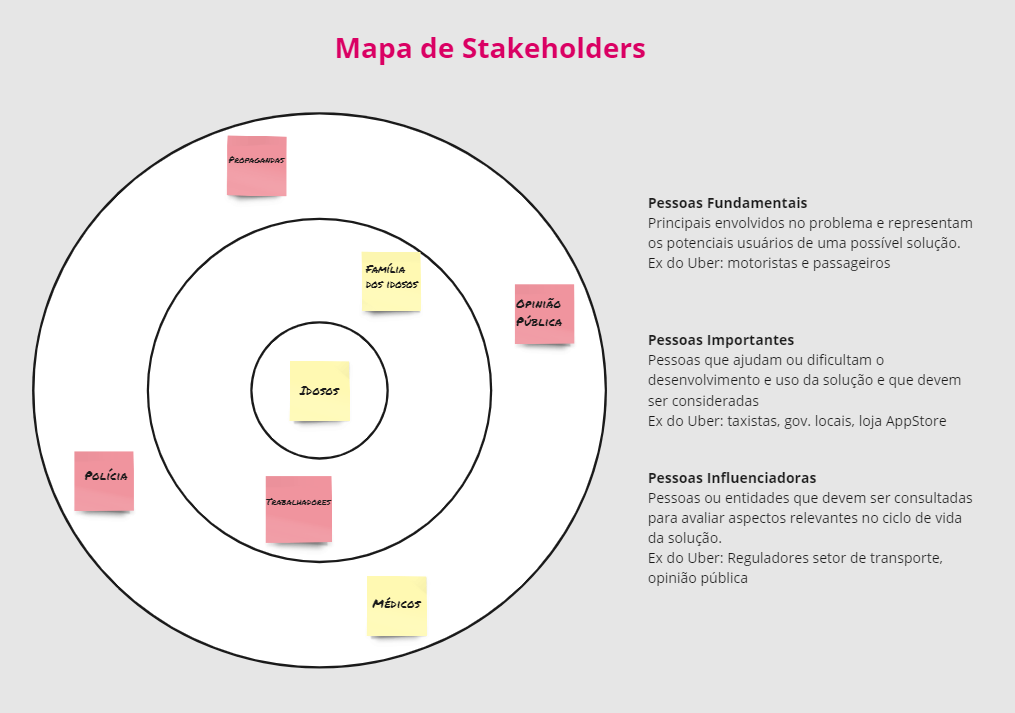 Mapa de Stakeholders
Propagandas
Família
dos idosos
Opinião
Pública
Idosos
Polícia
Trabalhadores
Médicos
Pessoas Fundamentais
Principais envolvidos no problema e representam
os potenciais usuários de uma possível solução.
Ex do Uber: motoristas e passageiros
Pessoas Importantes
Pessoas que ajudam ou dificultam o
desenvolvimento e uso da solução e que devem
ser consideradas
Ex do Uber: taxistas, gov. locais, loja AppStore
Pessoas Influenciadoras
Pessoas ou entidades que devem ser consultadas
para avaliar aspectos relevantes no ciclo de vida
da solução.
Ex do Uber: Reguladores setor de transporte,
opinião pública